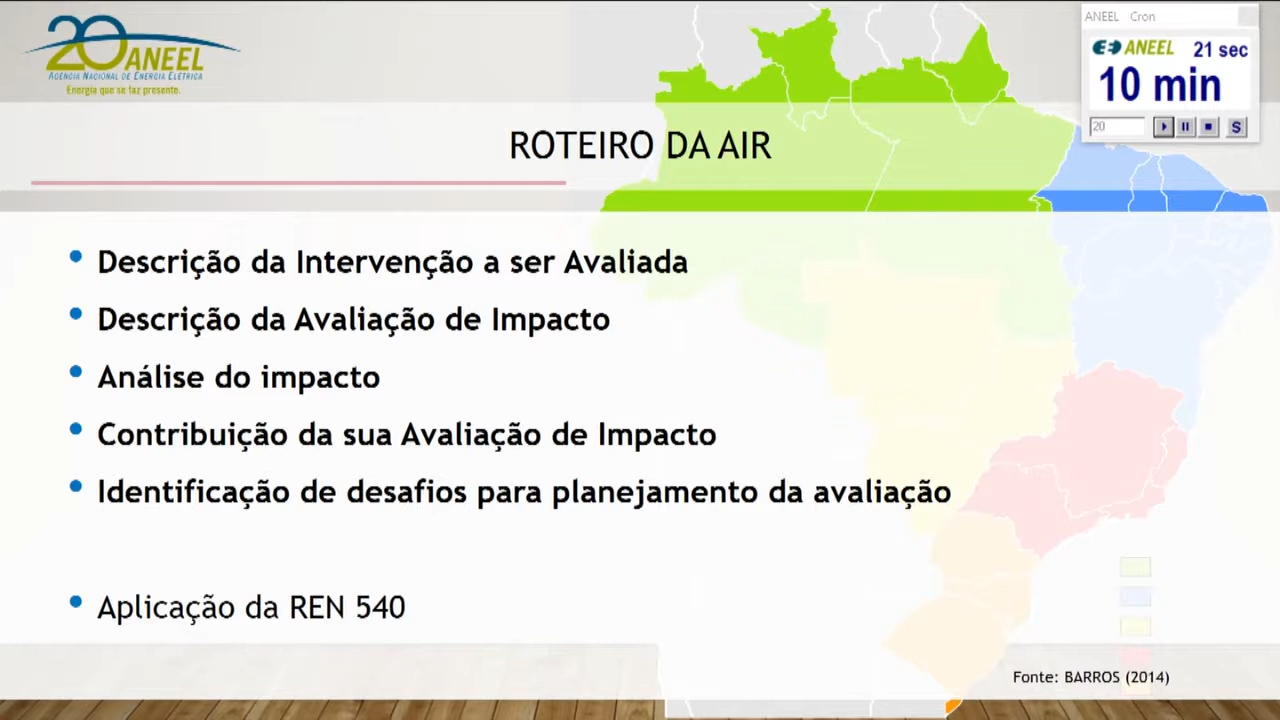 20 ANEEL
AGÊNCIA NACIONAL DE ENERGIA ELÉTRICA
Energia que se faz presente.
ANEEL Cron
ANEEL 21 sec
10 min
20
S
ROTEIRO DA AIR
• Descrição da Intervenção a ser Avaliada
• Descrição da Avaliação de Impacto
• Análise do impacto
• Contribuição da sua Avaliação de Impacto
• Identificação de desafios para planejamento da avaliação
• Aplicação da REN 540
Fonte: BARROS (2014)